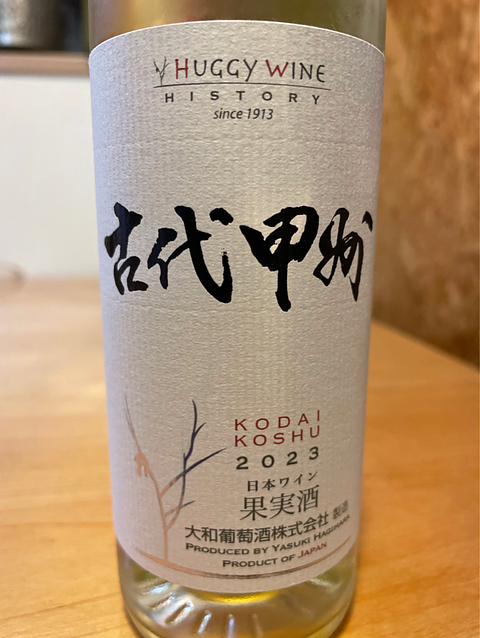 HUGGY WINE
HISTORY
since 1913
古代甲州
KODAI
KOSHU
2023
日本ワイン
果実酒
大和葡萄酒株式会社 製造
PRODUCED BY YASUKI HAGIHARA
PRODUCT OF JAPAN